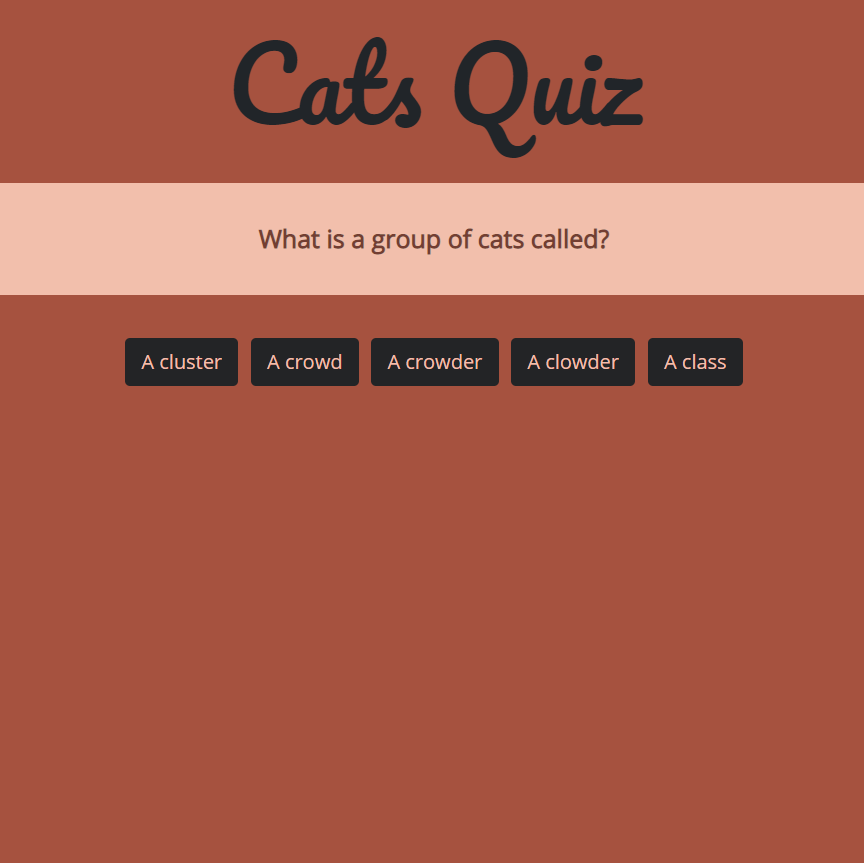 Cats Quiz
What is a group of cats called?
A cluster A crowd A crowder A clowder A class